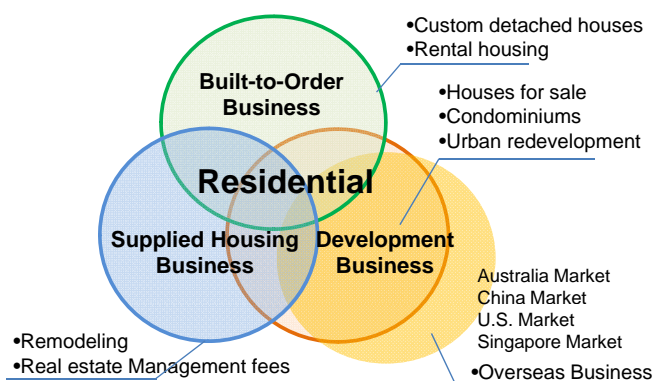 •Custom detached houses
•Rental housing
Built-to-Order
Business
•Houses for sale
•Condominiums
•Urban redevelopment
Residential
Supplied Housing
Business
Development
Business
Australia Market
China Market
U.S. Market
Singapore Market
•Overseas Business
•Remodeling
•Real estate Management fees